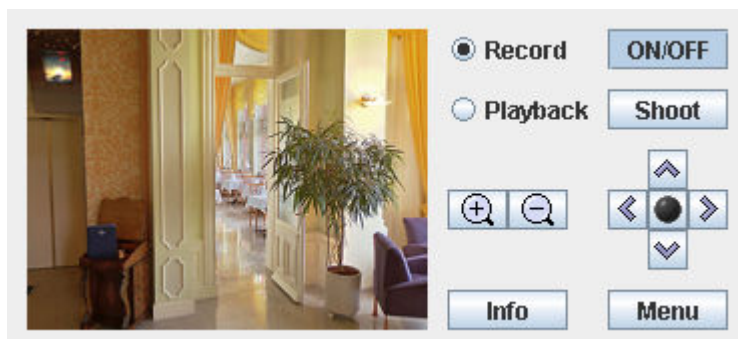 Record
ON/OFF
Playback
Shoot
Info
Menu